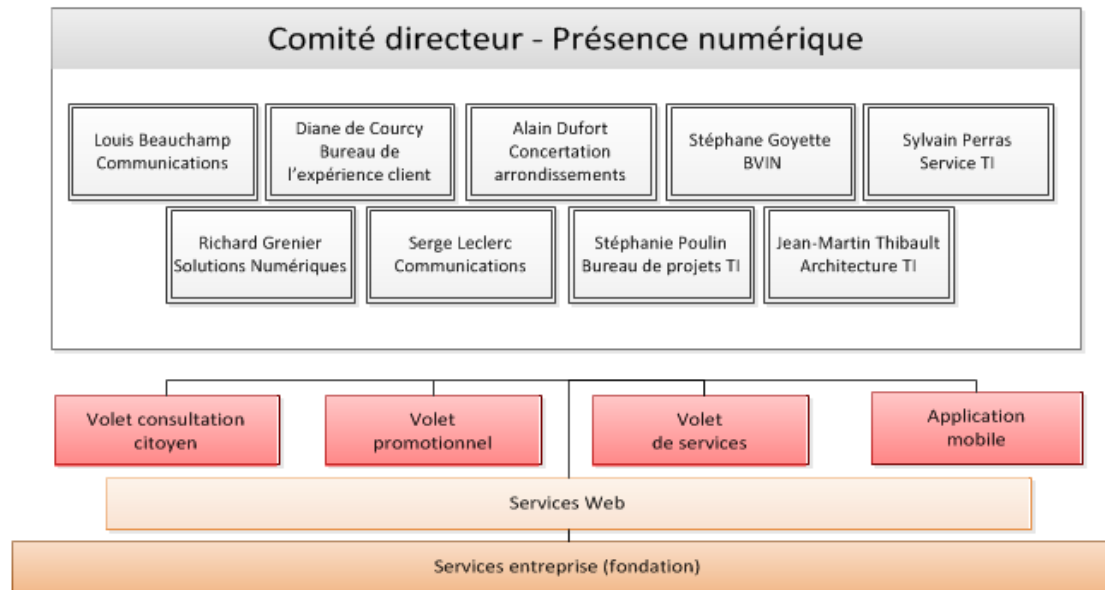 Comité directeur - Présence numérique
Louis Beauchamp
Communications
Diane de Courcy
Bureau de
l'expérience client
Alain Dufort
Concertation
arrondissements
Stéphane Goyette
BVIN
Sylvain Perras
Service TI
Richard Grenier
Solutions Numériques
Serge Leclerc
Communications
Stéphanie Poulin
Bureau de projets TI
Jean-Martin Thibault
Architecture TI
Volet consultation
citoyen
Volet
promotionnel
Volet
de services
Application
mobile
Services Web
Services entreprise (fondation)